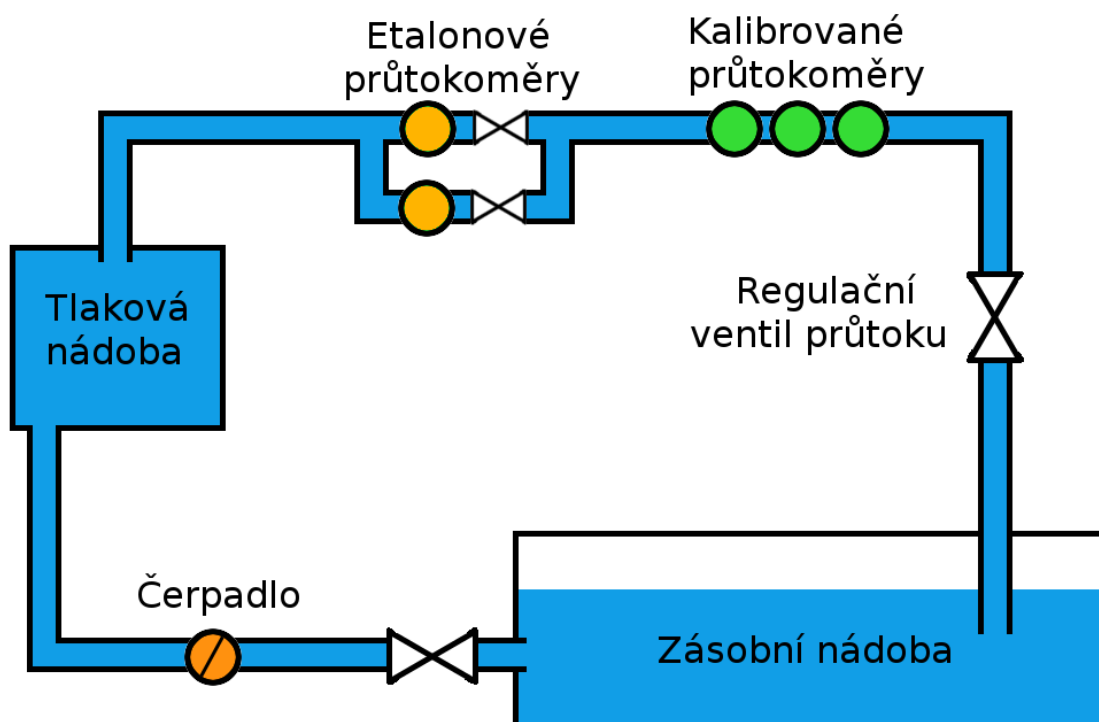 Etalonové
průtokoměry
Kalibrované
průtokoměry
Tlaková
nádoba
Regulační
ventil průtoku
Čerpadlo
Zásobní nádoba